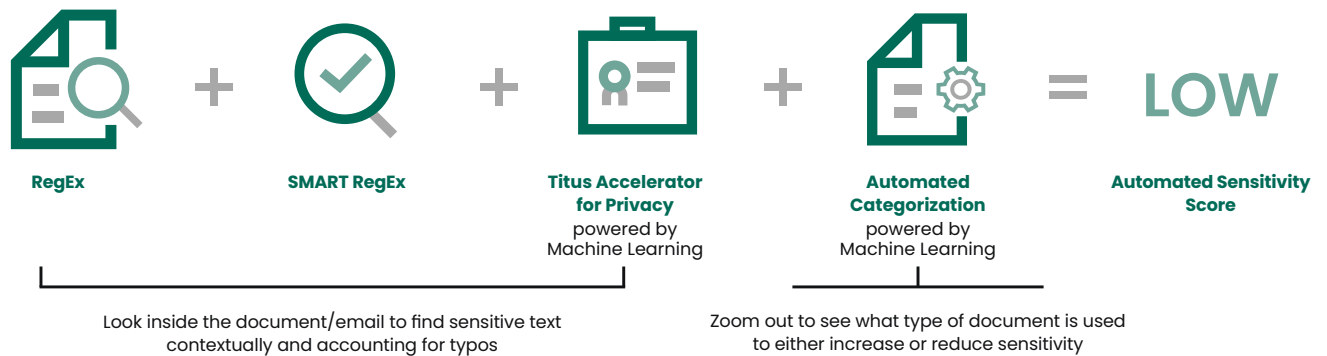 LOW
RegEx
SMART RegEx
Titus Accelerator
for Privacy
powered by
Machine Learning
Automated
Categorization
powered by
Machine Learning
Automated Sensitivity
Score
Look inside the document/email to find sensitive text
contextually and accounting for typos
Zoom out to see what type of document is used
to either increase or reduce sensitivity